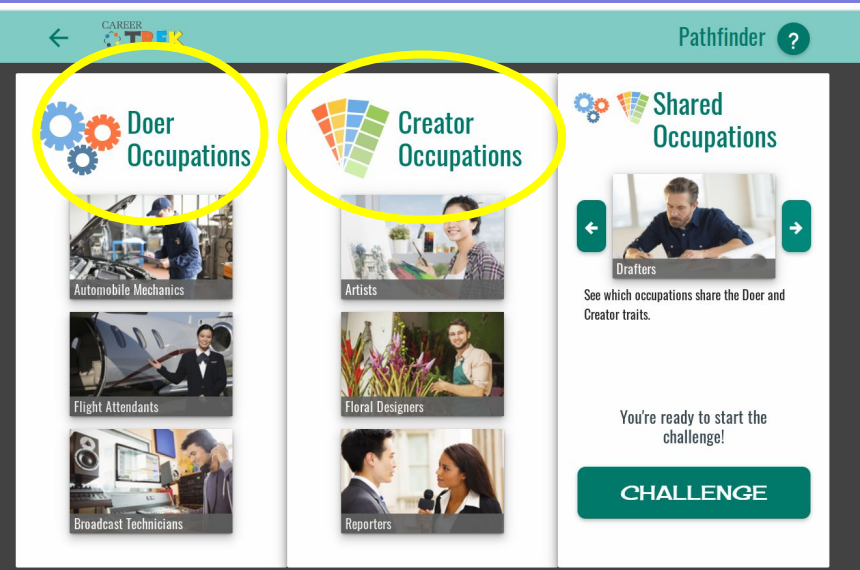 CAREER
TREK
Pathfinder
?
Doer
Occupations
Automobile Mechanics
Flight Attendants
Broadcast Technicians
Creator
Occupations
Artists
Floral Designers
Reporters
Shared
Occupations
Drafters
See which occupations share the Doer and
Creator traits.
You're ready to start the
challenge!
CHALLENGE